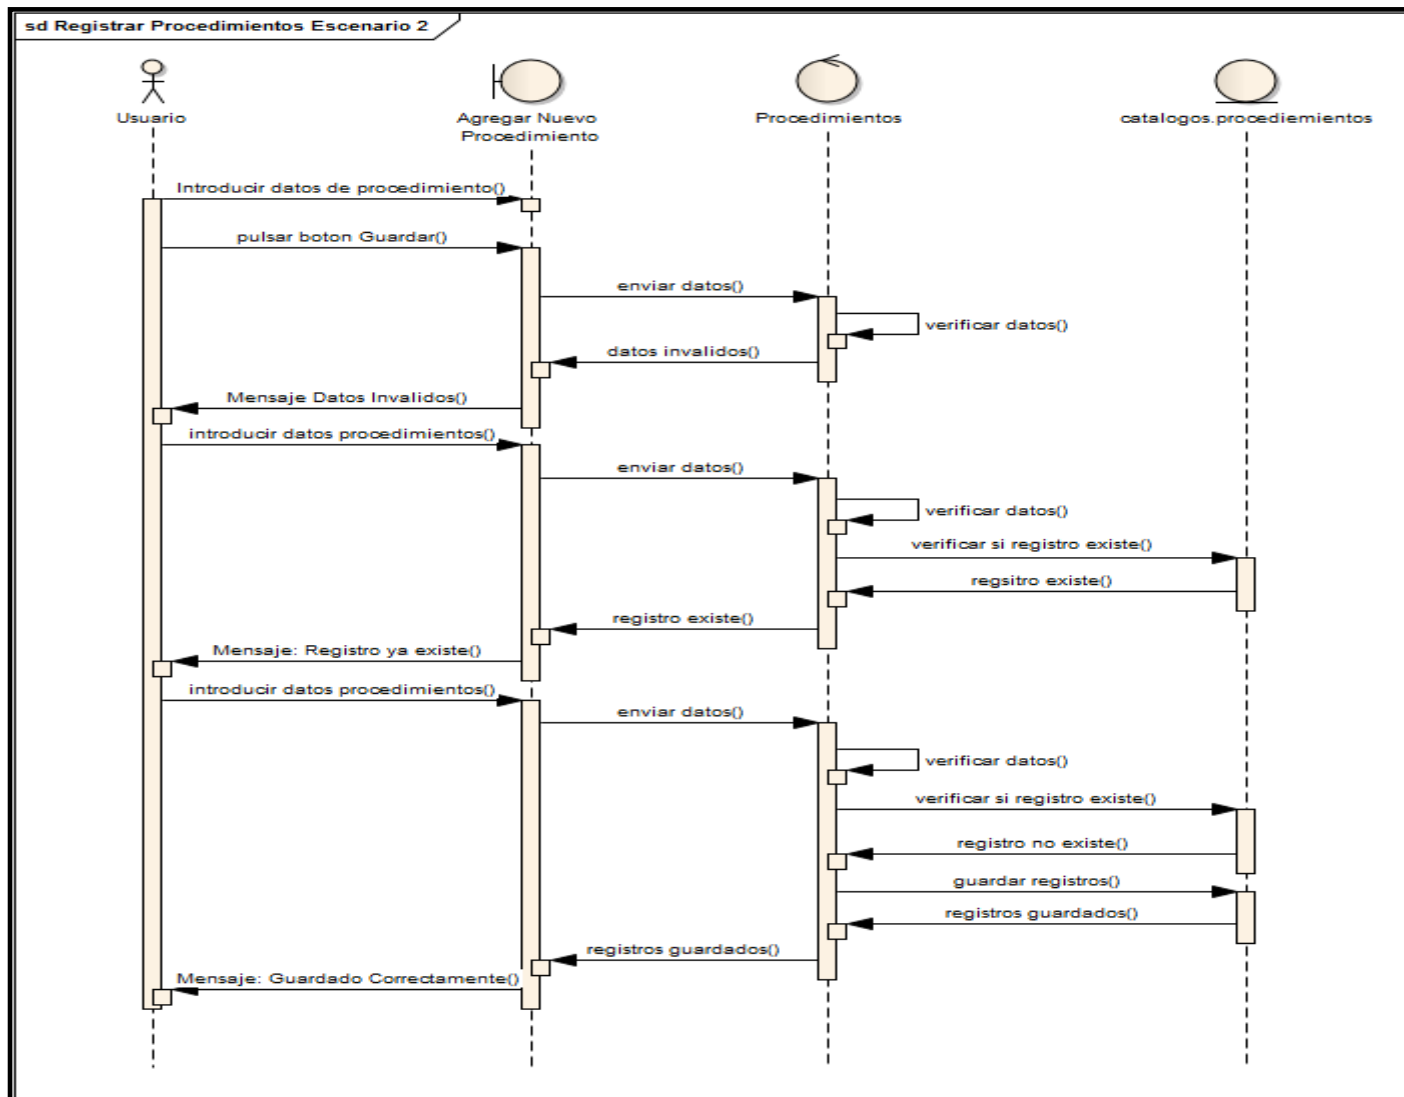 sd Registrar Procedimientos Escenario 2
Usuario
Agregar Nuevo
Procedimiento
Procedimientos
catalogos.procediemientos
Introducir datos de procedimiento()
pulsar boton Guardar()
enviar datos()
verificar datos()
datos invalidos()
Mensaje Datos Invalidos()
introducir datos procedimientos()
enviar datos()
verificar datos()
verificar si registro existe()
regsitro existe()
registro existe()
Mensaje: Registro ya existe()
introducir datos procedimientos()
enviar datos()
verificar datos()
verificar si registro existe()
registro no existe()
guardar registros()
registros guardados()
registros guardados()
Mensaje: Guardado Correctamente()